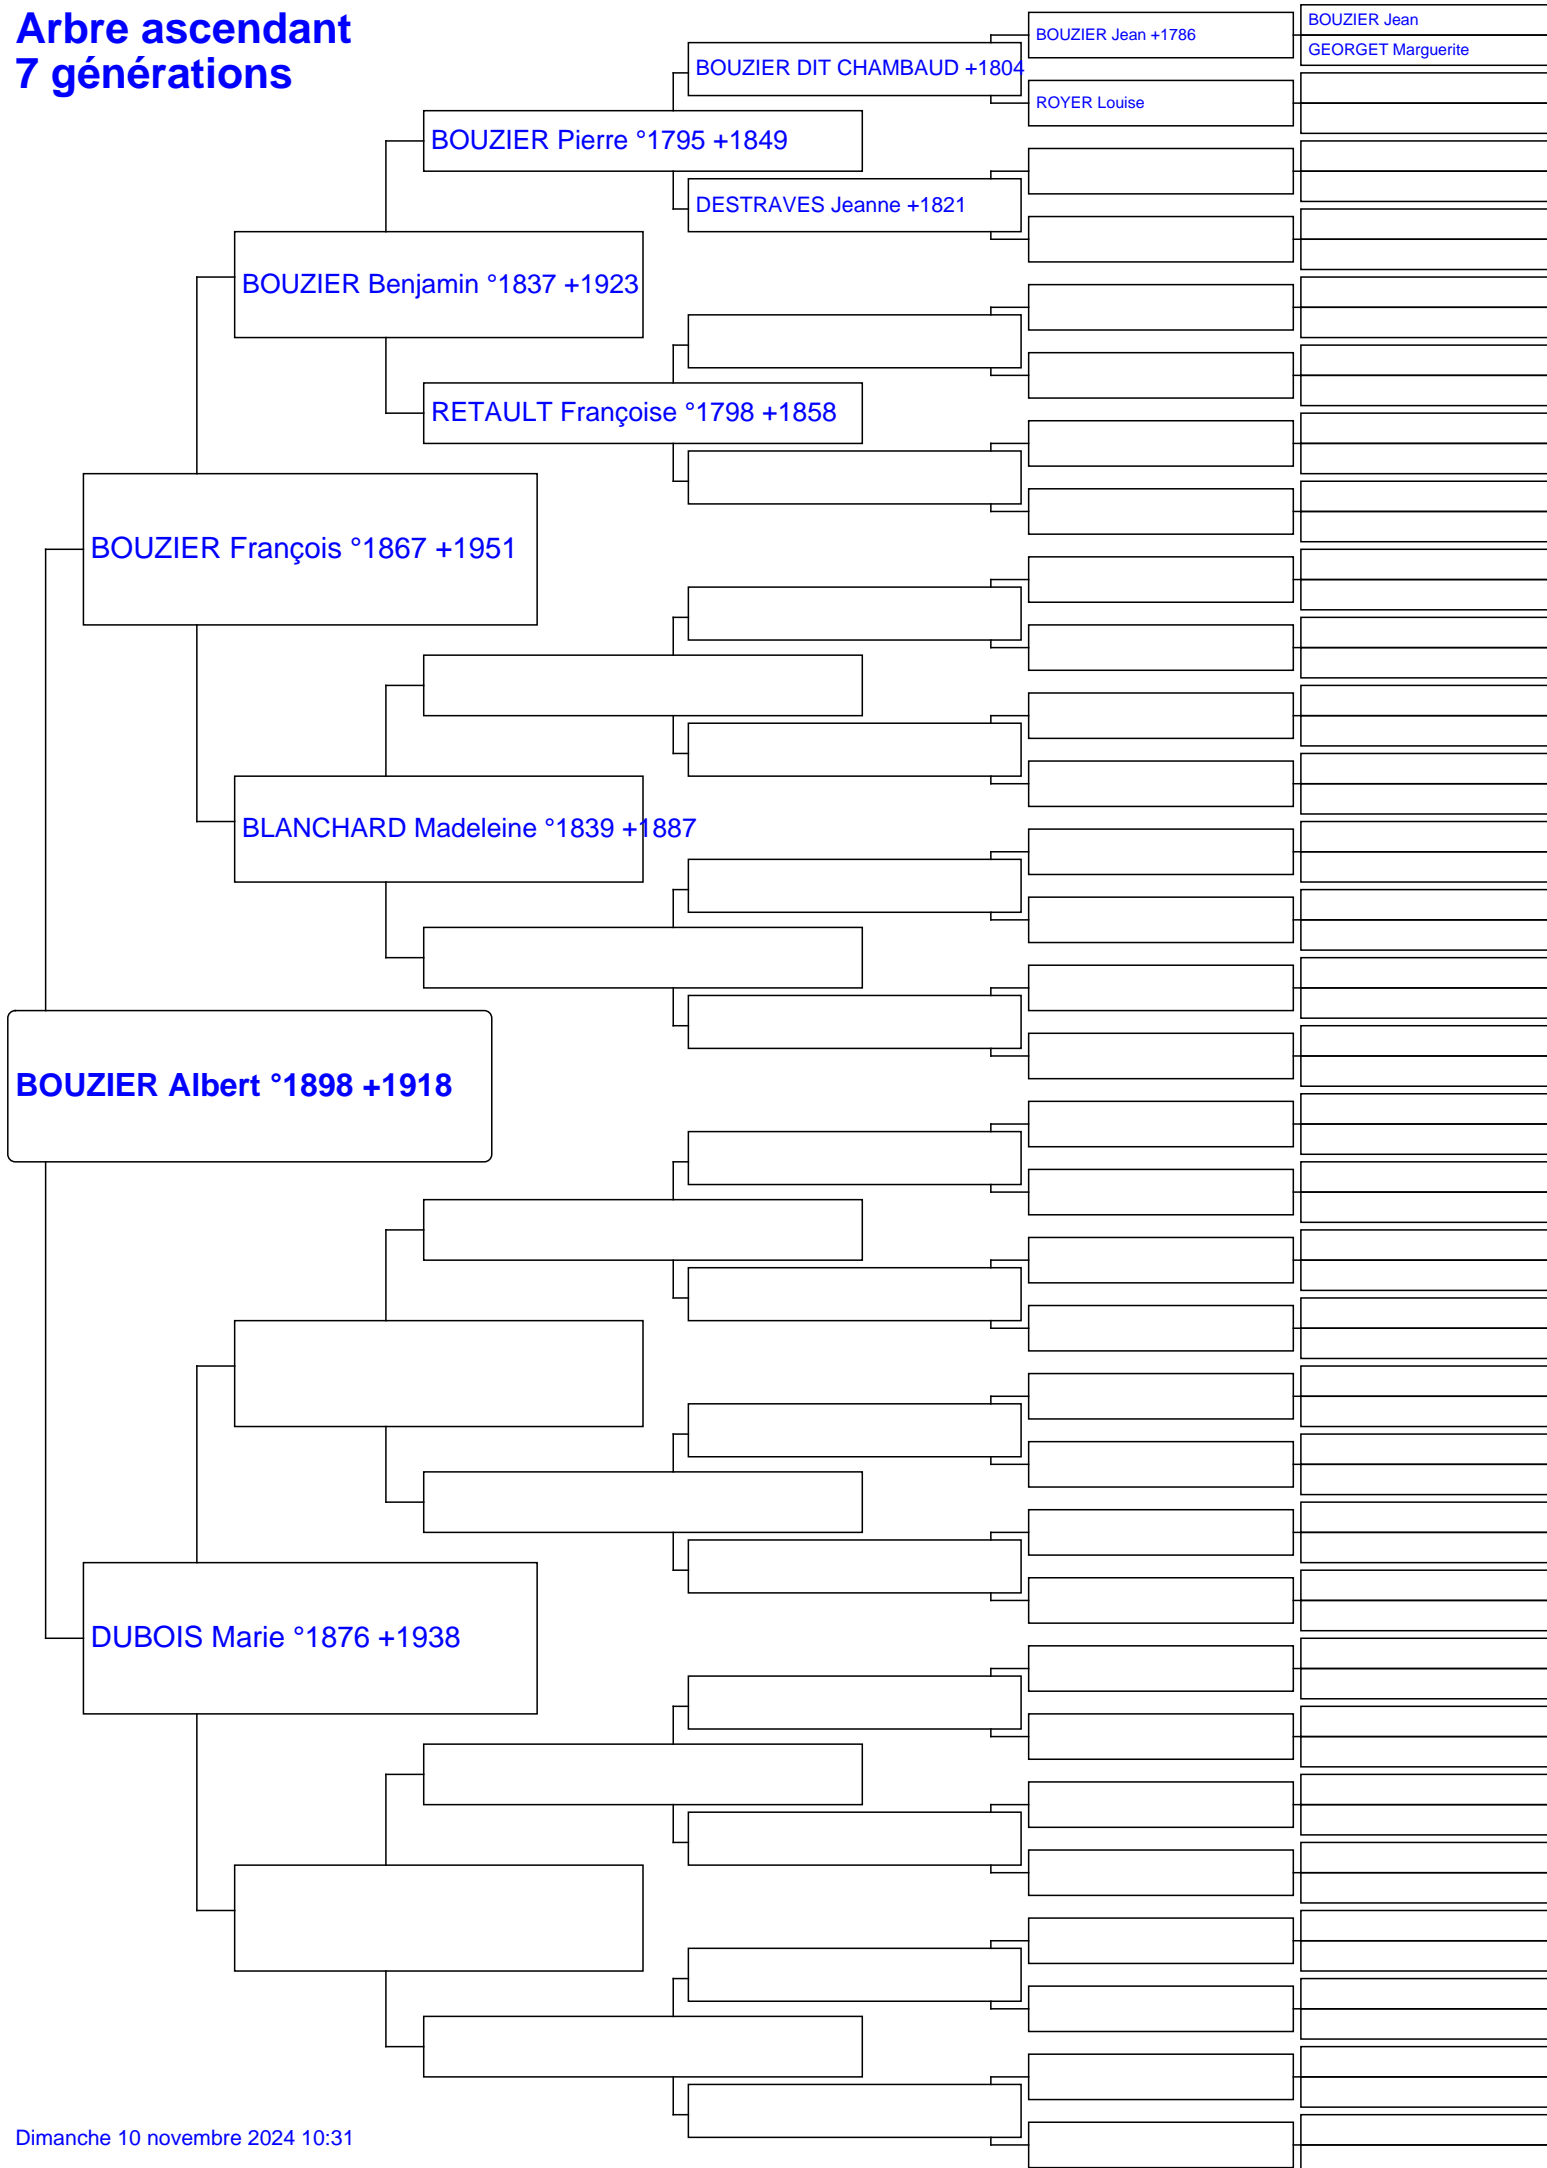 Arbre ascendant
7 générations
BOUZIER Jean
BOUZIER Jean +1786
GEORGET Marguerite
BOUZIER DIT CHAMBAUD +1804
ROYER Louise
BOUZIER Pierre °1795 +1849
DESTRAVES Jeanne +1821
BOUZIER Benjamin °1837 +1923
RETAULT Françoise °1798 +1858
BOUZIER François °1867 +1951
BLANCHARD Madeleine °1839 +1887
BOUZIER Albert °1898 +1918
DUBOIS Marie °1876 +1938
Dimanche 10 novembre 2024 10:31